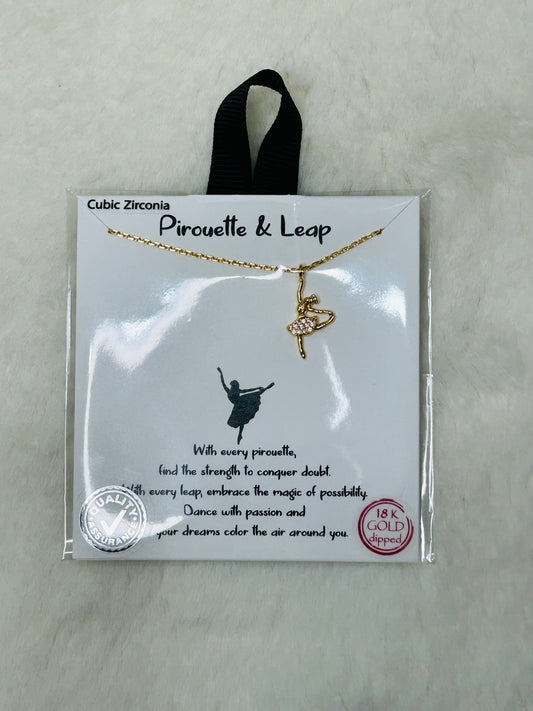 Cubic Zirconia
Pirouette & Leap
With every pirouette,
find the strength to conquer doubt.
With every leap, embrace the magic of possibility.
Dance with passion and
your dreams color the air around you.
QUALITY
ASSURANCE
18 K
GOLD
dipped